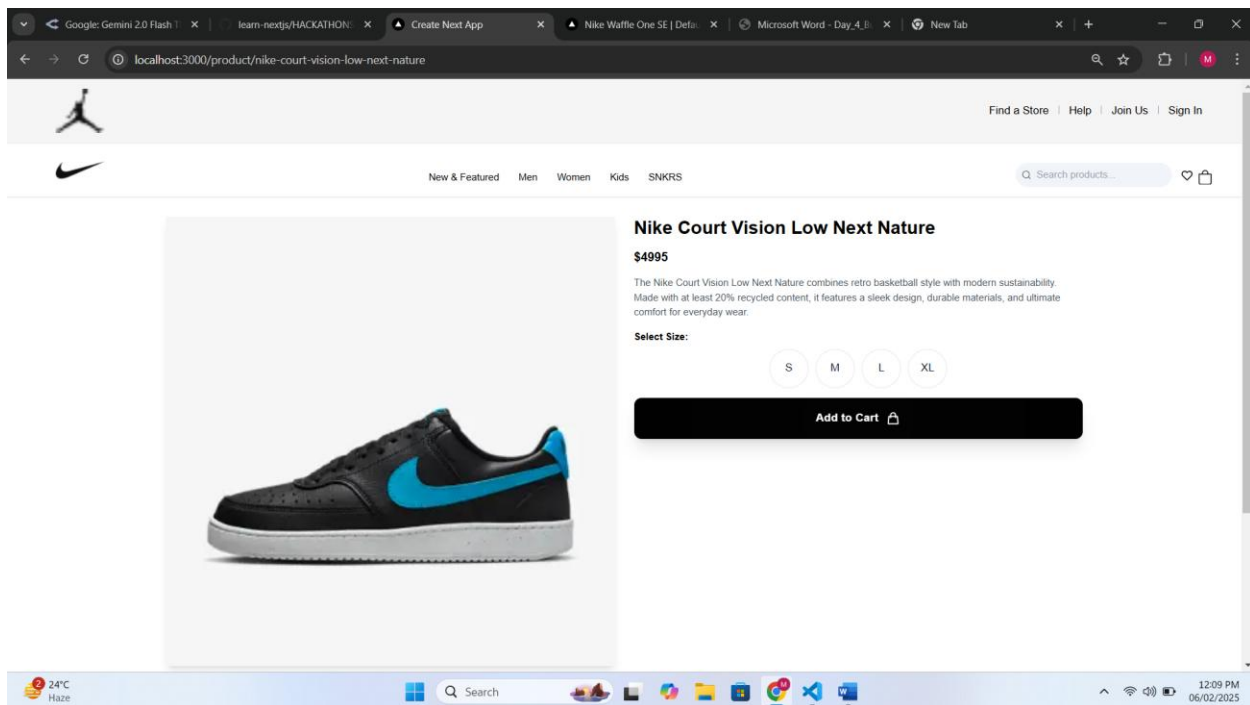 Google: Gemini 2.0 Flash T
learn-nextjs/HACKATHON
Create Next App
Nike Waffle One SE | Defau
Microsoft Word - Day_4_Bu
New Tab
localhost:3000/product/nike-court-vision-low-next-nature
M
Find a Store
Help
Join Us
Sign In
New & Featured
Men
Women
Kids
SNKRS
Search products...
Nike Court Vision Low Next Nature
$4995
The Nike Court Vision Low Next Nature combines retro basketball style with modern sustainability.
Made with at least 20% recycled content, it features a sleek design, durable materials, and ultimate
comfort for everyday wear.
Select Size:
S
M
L
XL
Add to Cart
2
24°C
Haze
Search
12:09 PM
06/02/2025